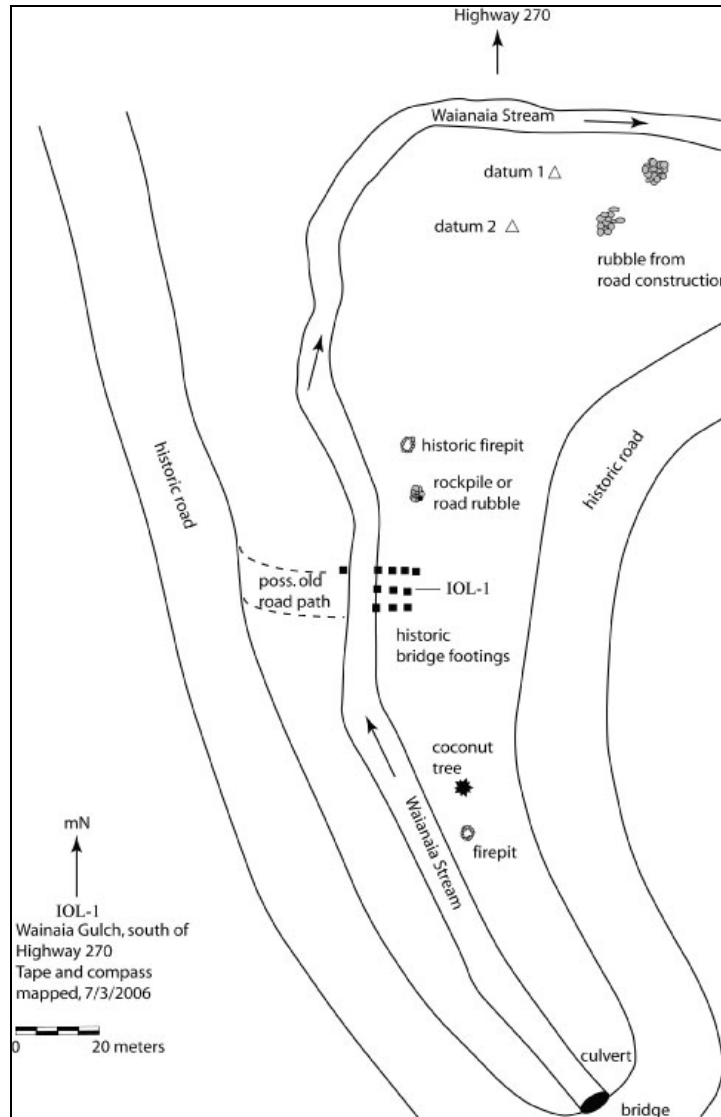 Highway 270
Waianaia Stream
datum 1
datum 2
rubble from
road construction
historic road
historic road
historic firepit
rockpile or
road rubble
poss. old
road path
IOL-1
historic
bridge footings
coconut
tree
Waianaia Stream
firepit
mN
IOL-1
Wainaia Gulch, south of
Highway 270
Tape and compass
mapped, 7/3/2006
0 20 meters
culvert
bridge